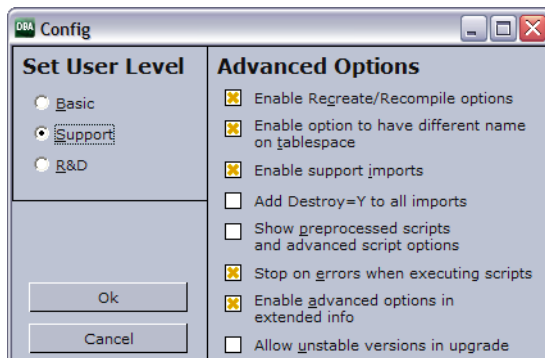 DBA Config
Set User Level
Basic
Support
R&D
Ok
Cancel
Advanced Options
Enable Recreate/Recompile options
Enable option to have different name
on tablespace
Enable support imports
Add Destroy=Y to all imports
Show preprocessed scripts
and advanced script options
Stop on errors when executing scripts
Enable advanced options in
extended info
Allow unstable versions in upgrade